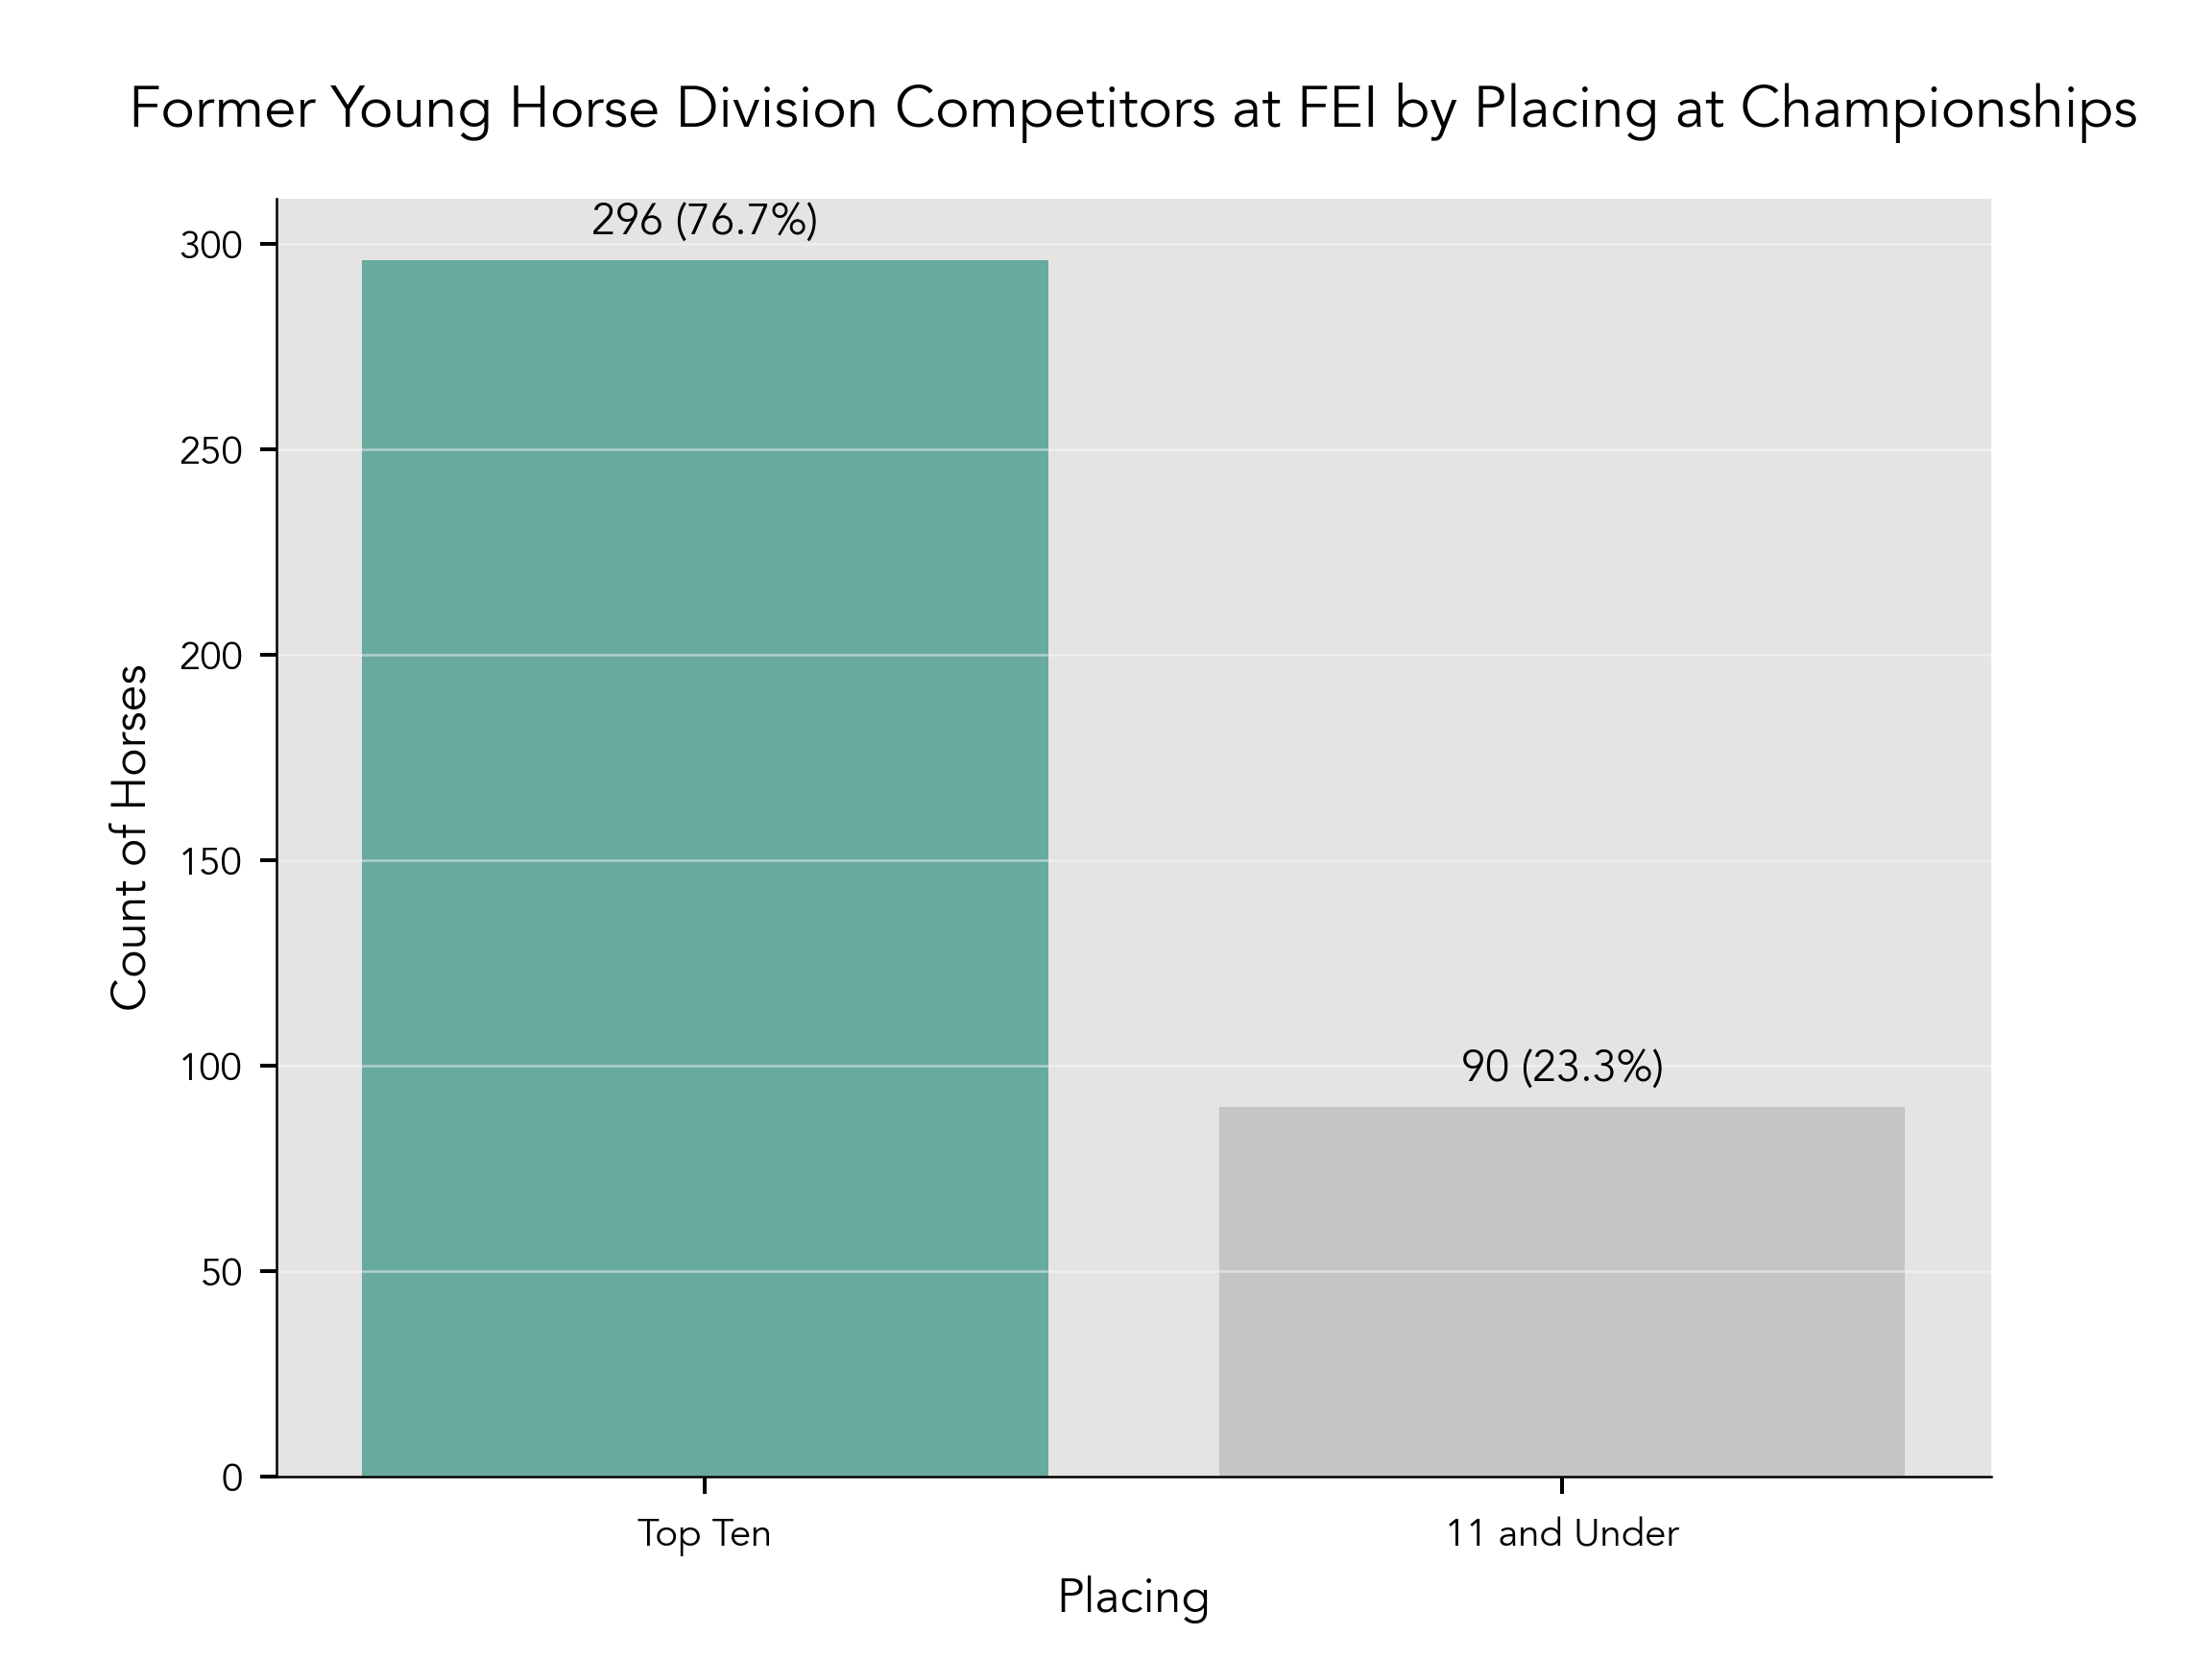 Former Young Horse Division Competitors at FEI by Placing at Championships
296 (76.7%)
300
250
200
150
100
50
0
Count of Horses
90 (23.3%)
Top Ten
11 and Under
Placing